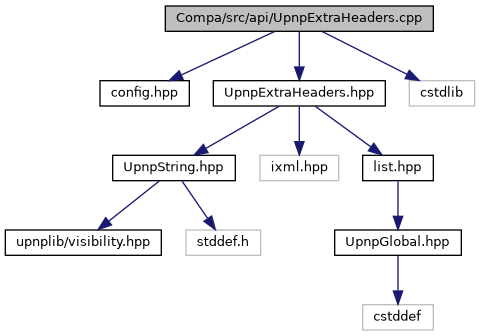 Compa/src/api/UpnpExtraHeaders.cpp
config.hpp
UpnpExtraHeaders.hpp
cstdlib
UpnpString.hpp
ixml.hpp
list.hpp
upnplib/visibility.hpp
stddef.h
UpnpGlobal.hpp
cstddef